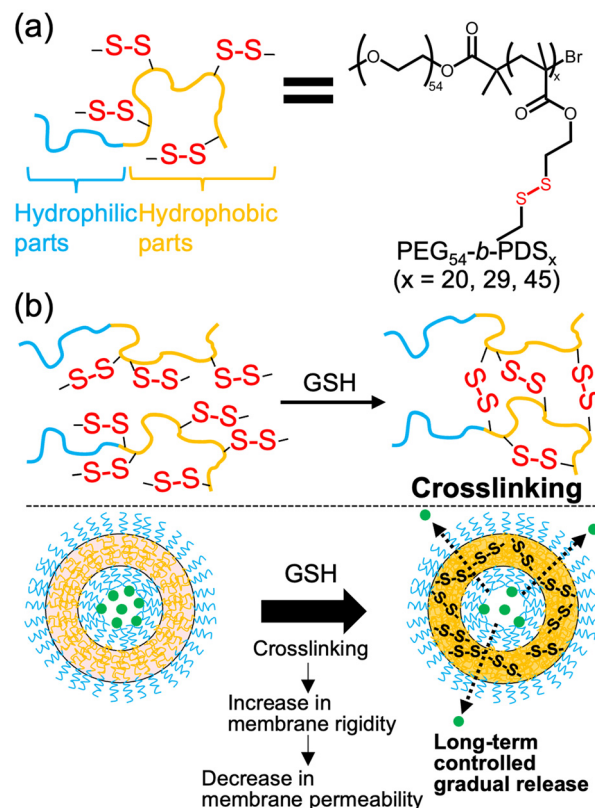 (a)
S-S
S-S
S-S
S-S
Hydrophilic parts
Hydrophobic parts
=
O
54
O
O
x
Br
O
O
S
S
PEG54-b-PDSx
(x = 20, 29, 45)
(b)
S-S
S-S
S-S
S-S
S-S
S-S
S-S
GSH
S-S
S-S
S-S
S-S
Crosslinking
GSH
Crosslinking
Increase in
membrane rigidity
Decrease in
membrane permeability
-S-S-
-S-S-
-S-S-
-S-S-
-S-S-
-S-S-
-S-S-
-S-S-
-S-S-
Long-term
controlled
gradual release